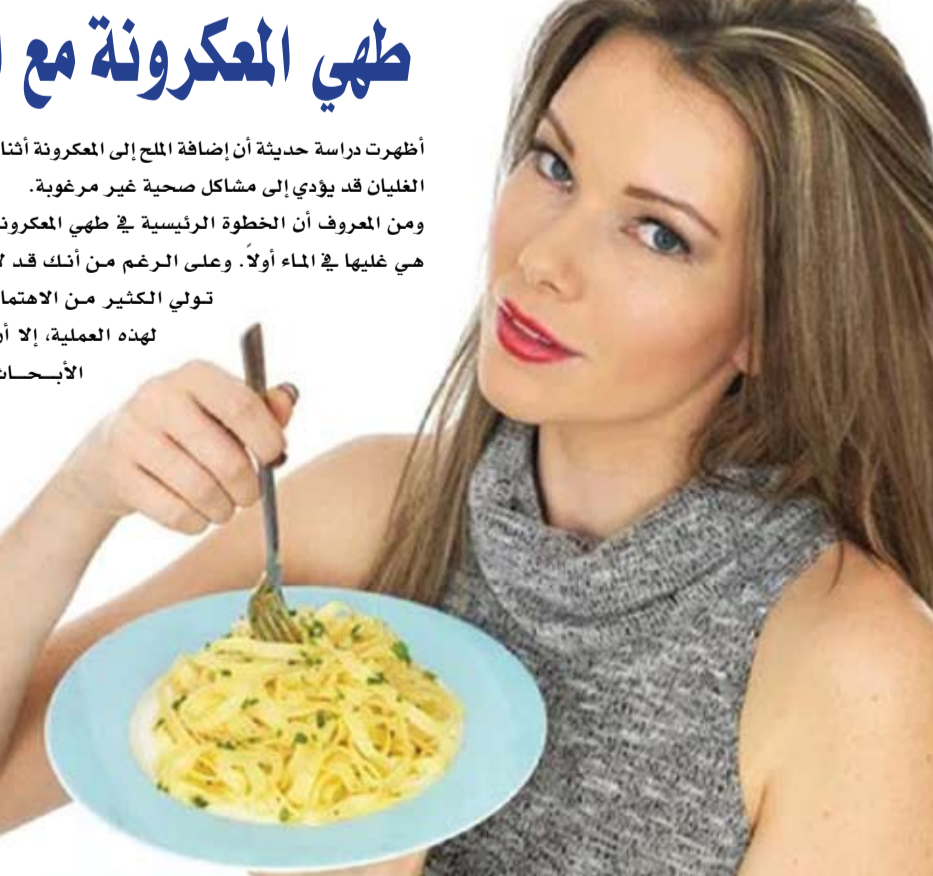 طهي المعكرونة مع
أظهرت دراسة حديثة أن إضافة الملح إلى المعكرونة أثنا
الغليان قد يؤدي إلى مشاكل صحية غير مرغوبة.
ومن المعروف أن الخطوة الرئيسية في طهي المعكرون
هي غليها في الماء أولاً. وعلى الرغم من أنك قد
تولي الكثير من الاهتما
لهذه العملية، إلا أن
الأبـحـاث